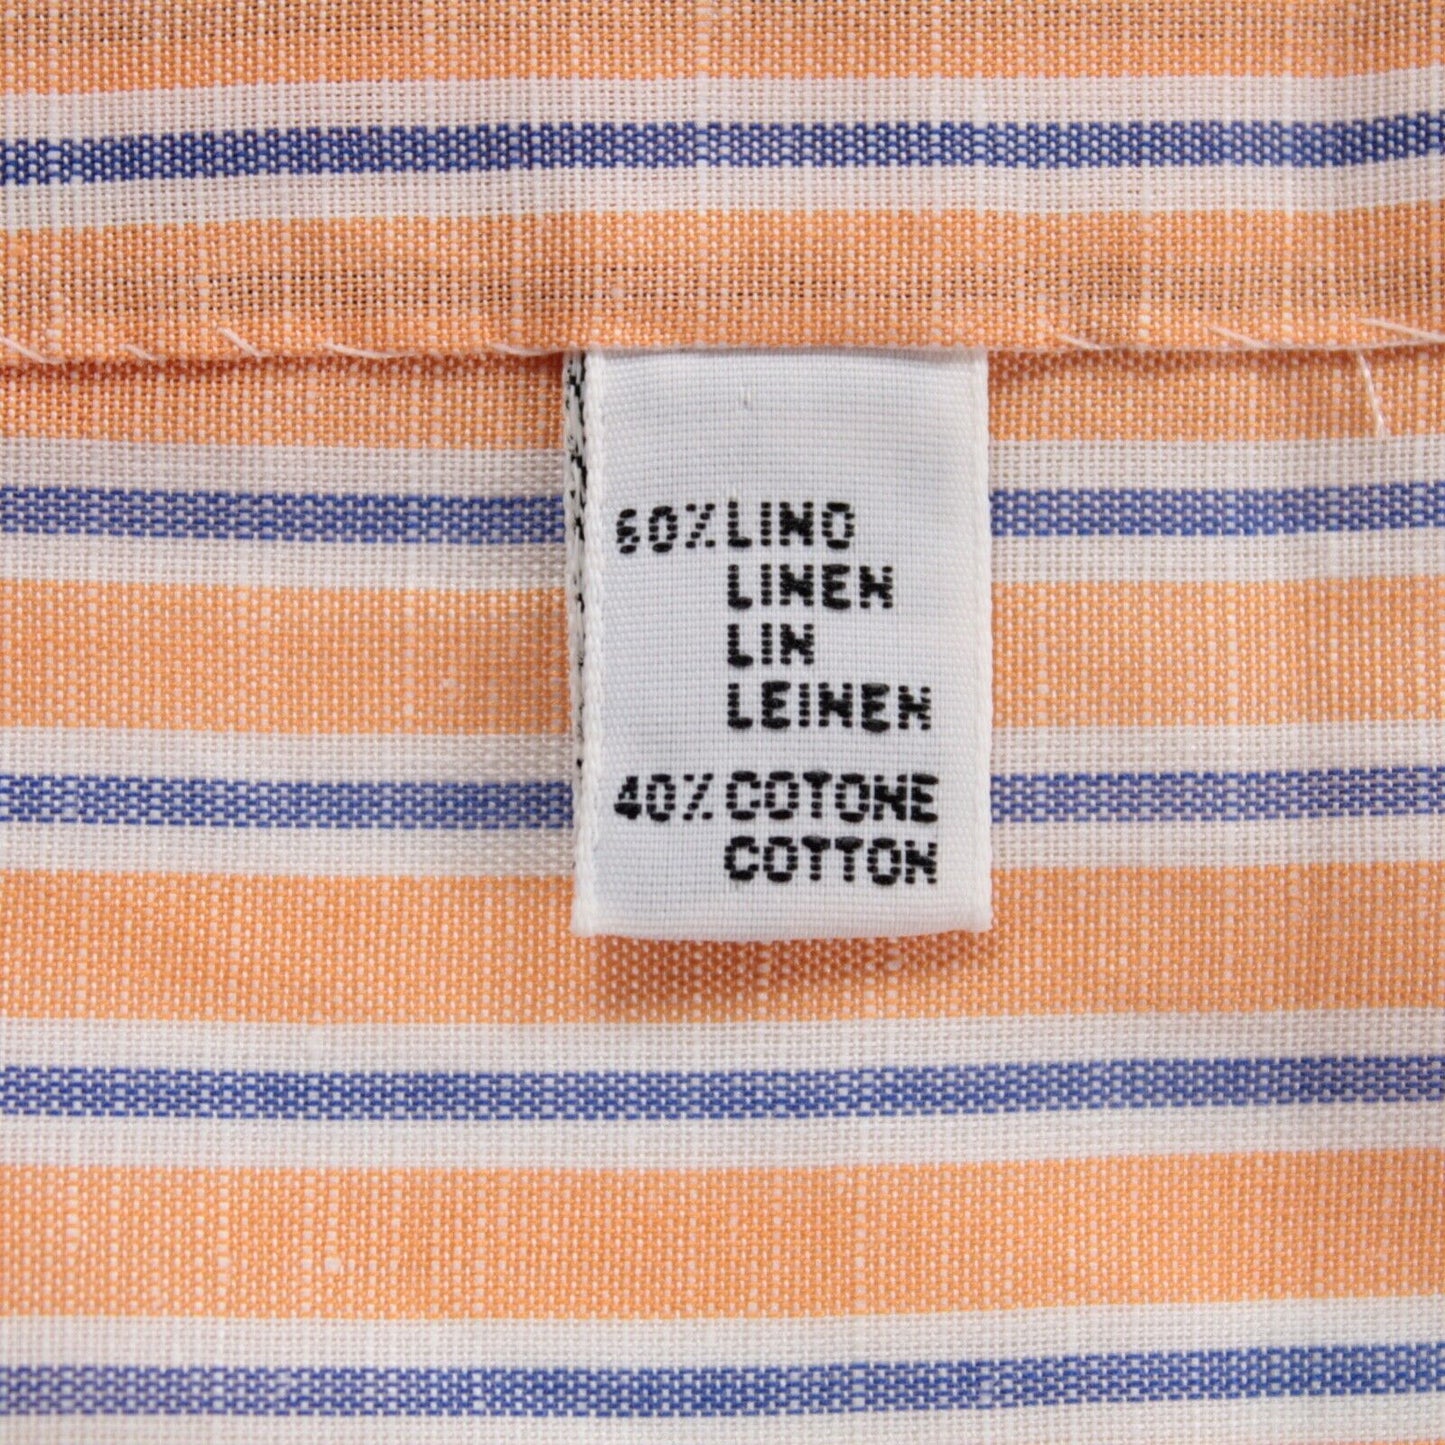 60% LINO
LINEN
LIN
LEINEN
40% COTONE
COTTON